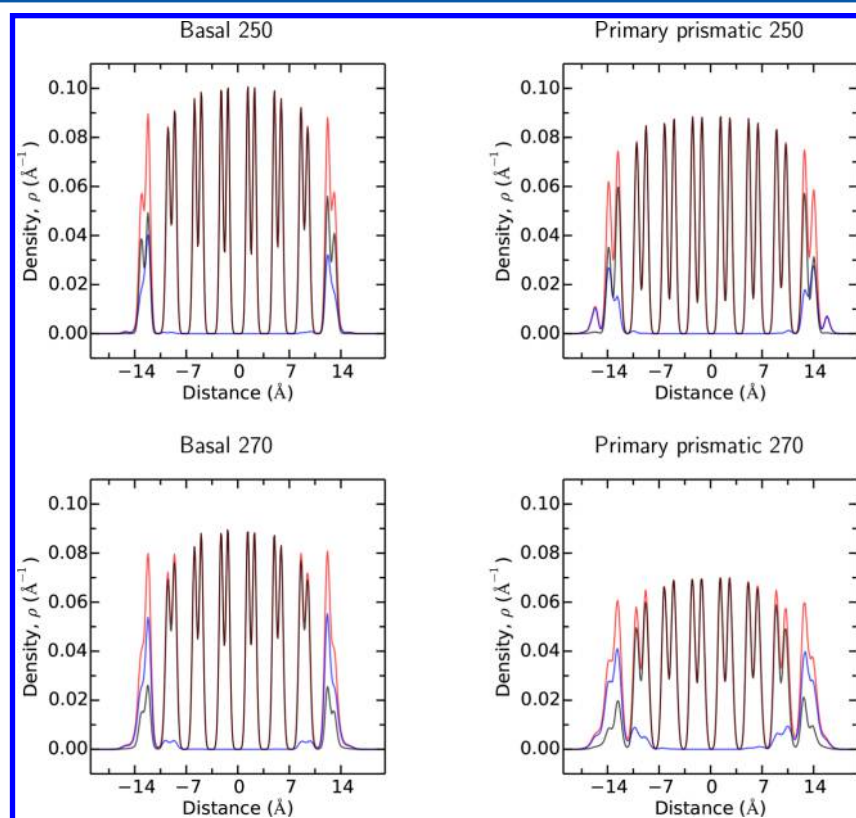 Basal 250
Density, ρ (Å⁻¹)
0.10
0.08
0.06
0.04
0.02
0.00
−14 −7 0 7 14
Distance (Å)
Primary prismatic 250
Density, ρ (Å⁻¹)
0.10
0.08
0.06
0.04
0.02
0.00
−14 −7 0 7 14
Distance (Å)
Basal 270
Density, ρ (Å⁻¹)
0.10
0.08
0.06
0.04
0.02
0.00
−14 −7 0 7 14
Distance (Å)
Primary prismatic 270
Density, ρ (Å⁻¹)
0.10
0.08
0.06
0.04
0.02
0.00
−14 −7 0 7 14
Distance (Å)